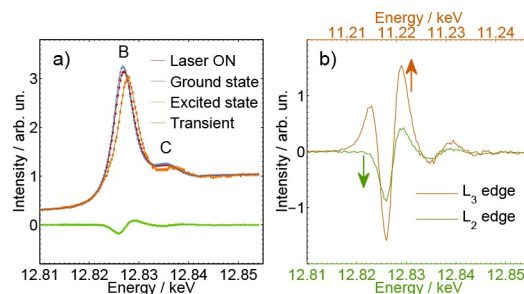 B
a)
Laser ON
Ground state
Excited state
Transient
C
3
2
1
0
Intensity / arb. un.
12.81 12.82 12.83 12.84 12.85
Energy / keV
Energy / keV
11.21 11.22 11.23 11.24
b)
1
0
−1
Intensity / arb. un.
L3 edge
L2 edge
12.81 12.82 12.83 12.84 12.85
Energy / keV